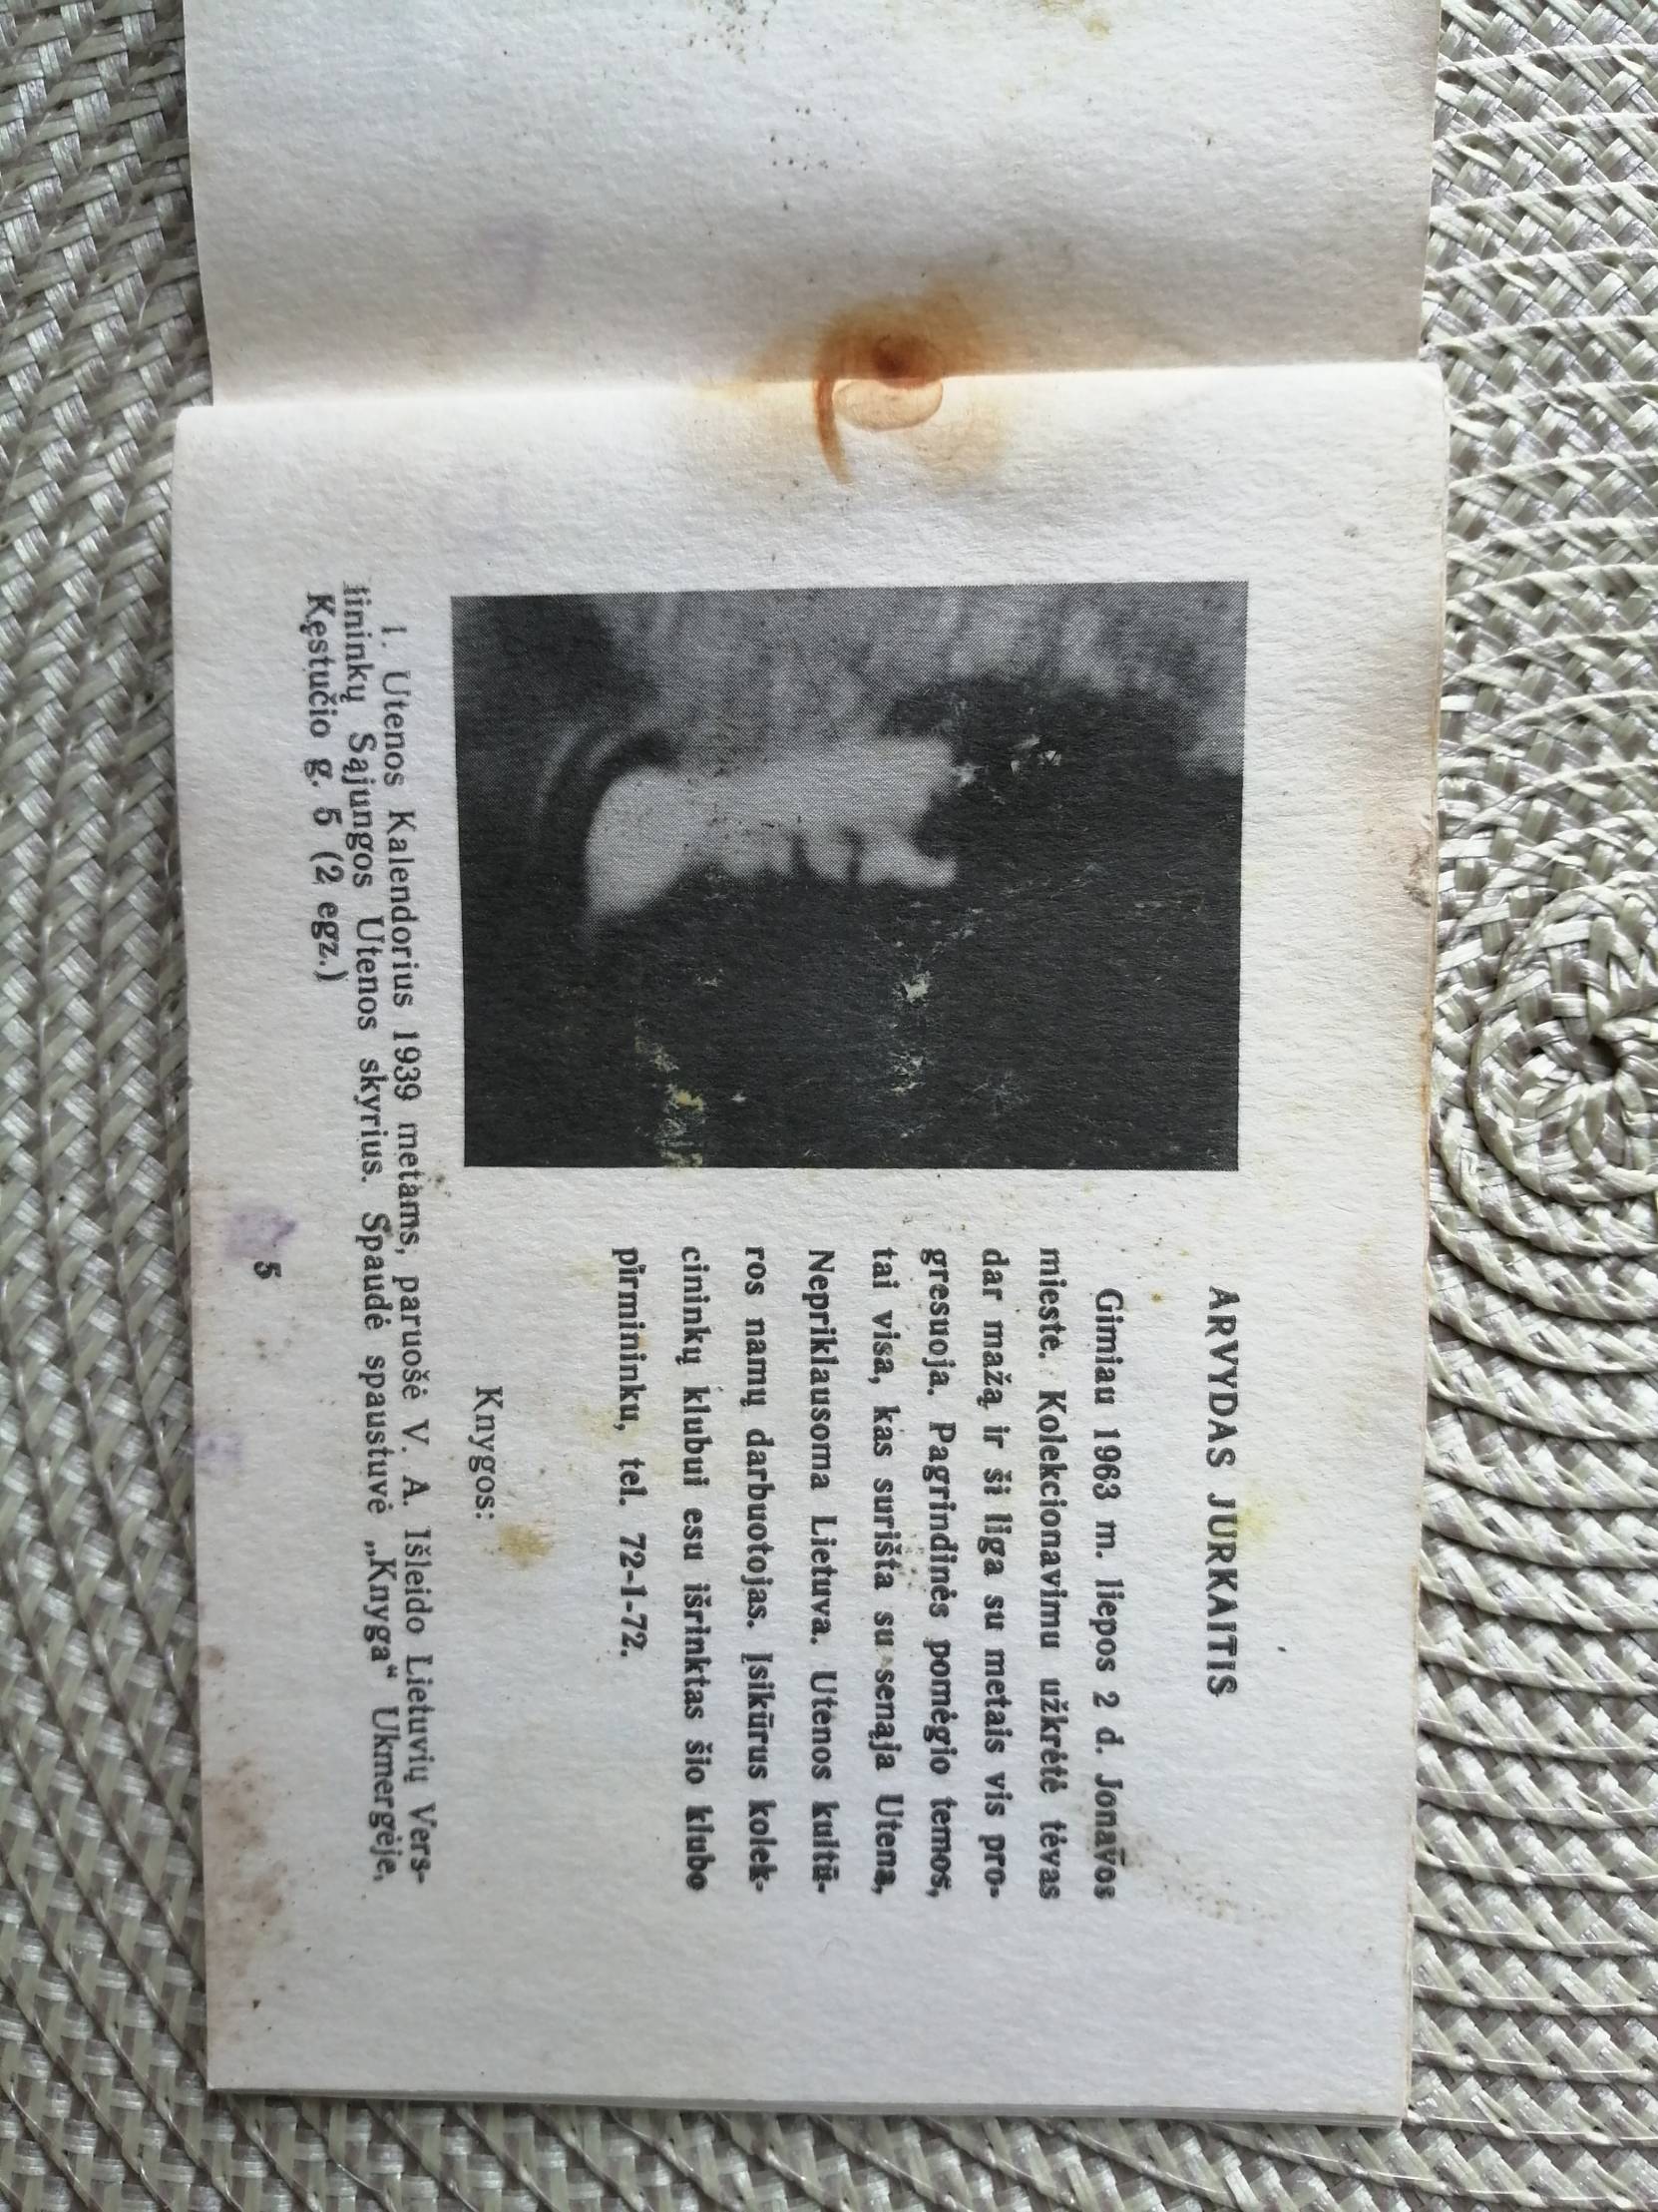 ARVYDAS JURKAITIS
Gimiau 1963 m. liepos 2 d. Jonavos
mieste. Kolekcionavimu užkrėtė tėvas
dar mažą ir ši liga su metais vis pro-
gresuoja. Pagrindinės pomėgio temos,
tai visa, kas surišta su senąja Utena,
Nepriklausoma Lietuva. Utenos kultū-
ros namų darbuotojas. Įsikūrus kolek-
cininkų klubui esu išrinktas šio klubo
pirmininku, tel. 72-1-72.
Knygos:
1. Utenos Kalendorius 1939 metams, paruošė V. A. Išleido Lietuvių Vers-
lininkų Sąjungos Utenos skyrius. Spaudė spaustuvė „Knyga“ Ukmergėje,
Kęstučio g. 5 (2 egz.)
5